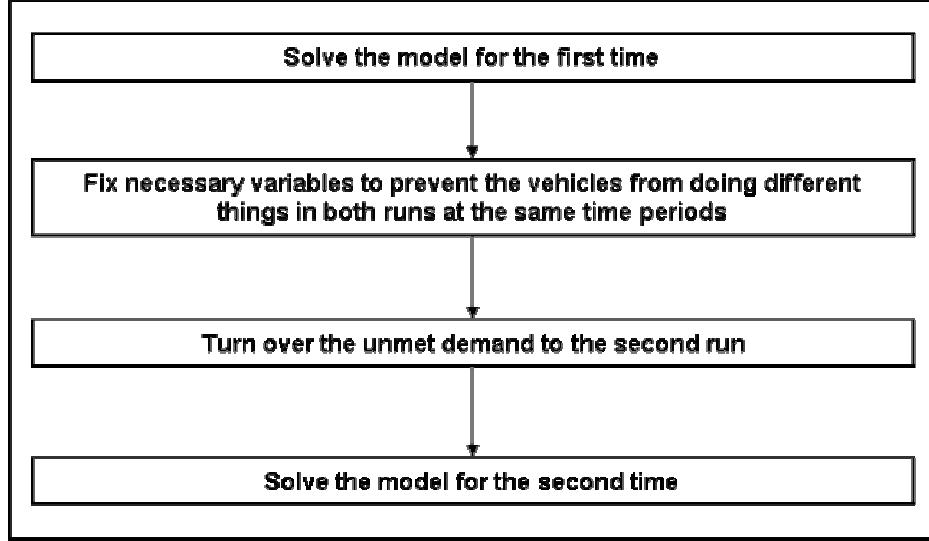 Solve the model for the first time
Fix necessary variables to prevent the vehicles from doing different
things in both runs at the same time periods
Turn over the unmet demand to the second run
Solve the model for the second time